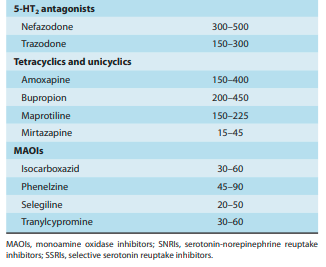 5-HT2 antagonists
Nefazodone 300–500
Trazodone 150–300
Tetracyclics and unicyclics
Amoxapine 150–400
Bupropion 200–450
Maprotiline 150–225
Mirtazapine 15–45
MAOIs
Isocarboxazid 30–60
Phenelzine 45–90
Selegiline 20–50
Tranylcypromine 30–60
MAOIs, monoamine oxidase inhibitors; SNRIs, serotonin-norepinephrine reuptake
inhibitors; SSRIs, selective serotonin reuptake inhibitors.